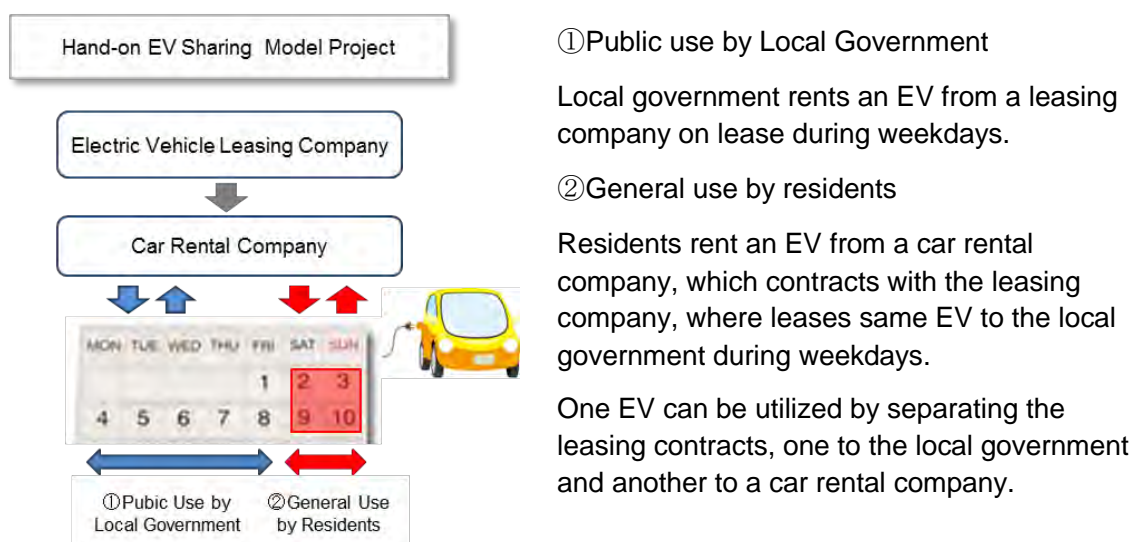 Hand-on EV Sharing Model Project
Electric Vehicle Leasing Company
Car Rental Company
MON TUE WED THU FRI SAT SUN
1 2 3
4 5 6 7 8 9 10
①Pubic Use by
Local Government
②General Use
by Residents
①Public use by Local Government
Local government rents an EV from a leasing
company on lease during weekdays.
②General use by residents
Residents rent an EV from a car rental
company, which contracts with the leasing
company, where leases same EV to the local
government during weekdays.
One EV can be utilized by separating the
leasing contracts, one to the local government
and another to a car rental company.